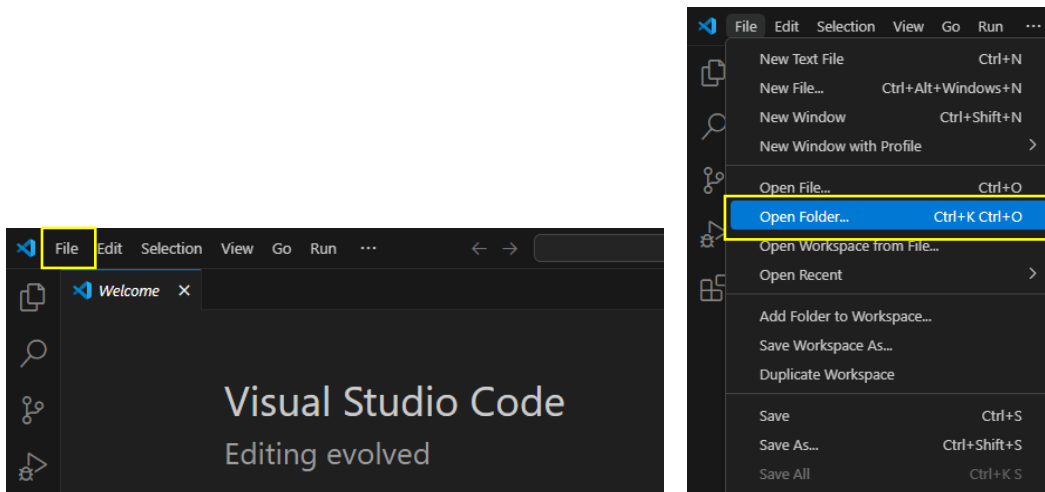 File Edit Selection View Go Run ···
Welcome
Visual Studio Code
Editing evolved
File Edit Selection View Go Run ···
New Text File Ctrl+N
New File... Ctrl+Alt+Windows+N
New Window Ctrl+Shift+N
New Window with Profile
Open File... Ctrl+O
Open Folder... Ctrl+K Ctrl+O
Open Workspace from File...
Open Recent
Add Folder to Workspace...
Save Workspace As...
Duplicate Workspace
Save Ctrl+S
Save As... Ctrl+Shift+S
Save All Ctrl+K S